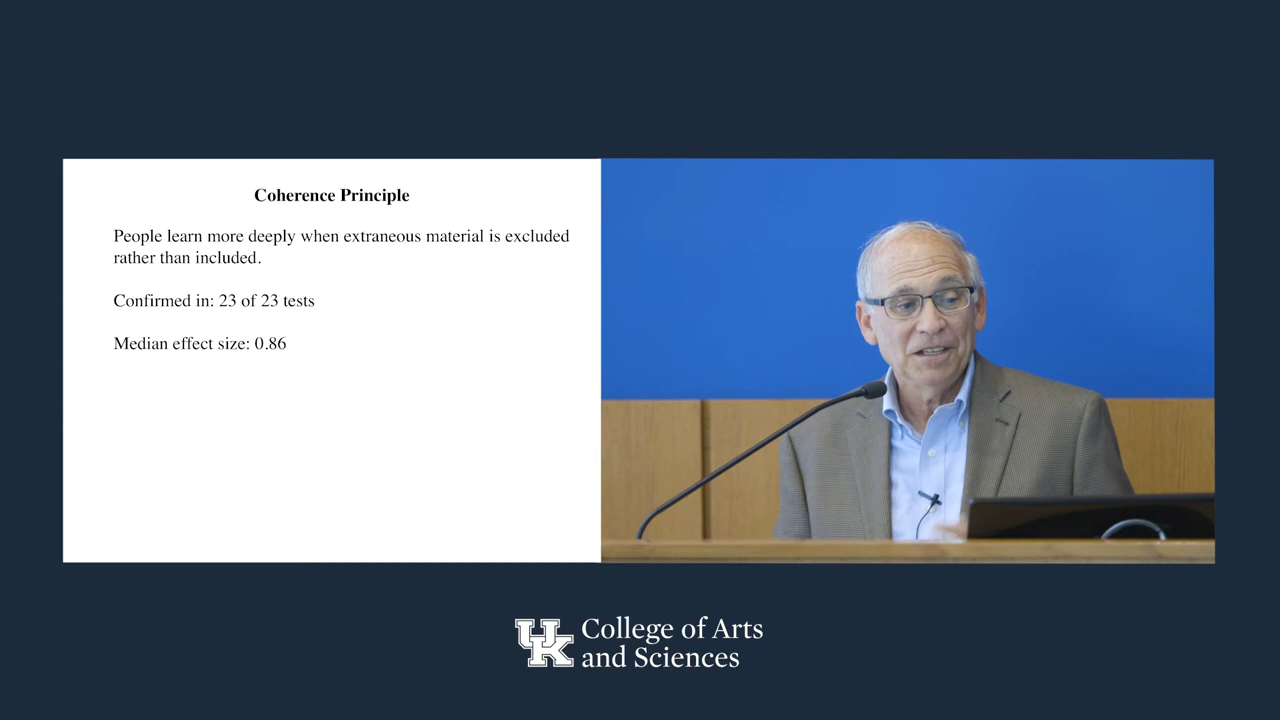 Coherence Principle
People learn more deeply when extraneous material is excluded
rather than included.
Confirmed in: 23 of 23 tests
Median effect size: 0.86
UK College of Arts
and Sciences